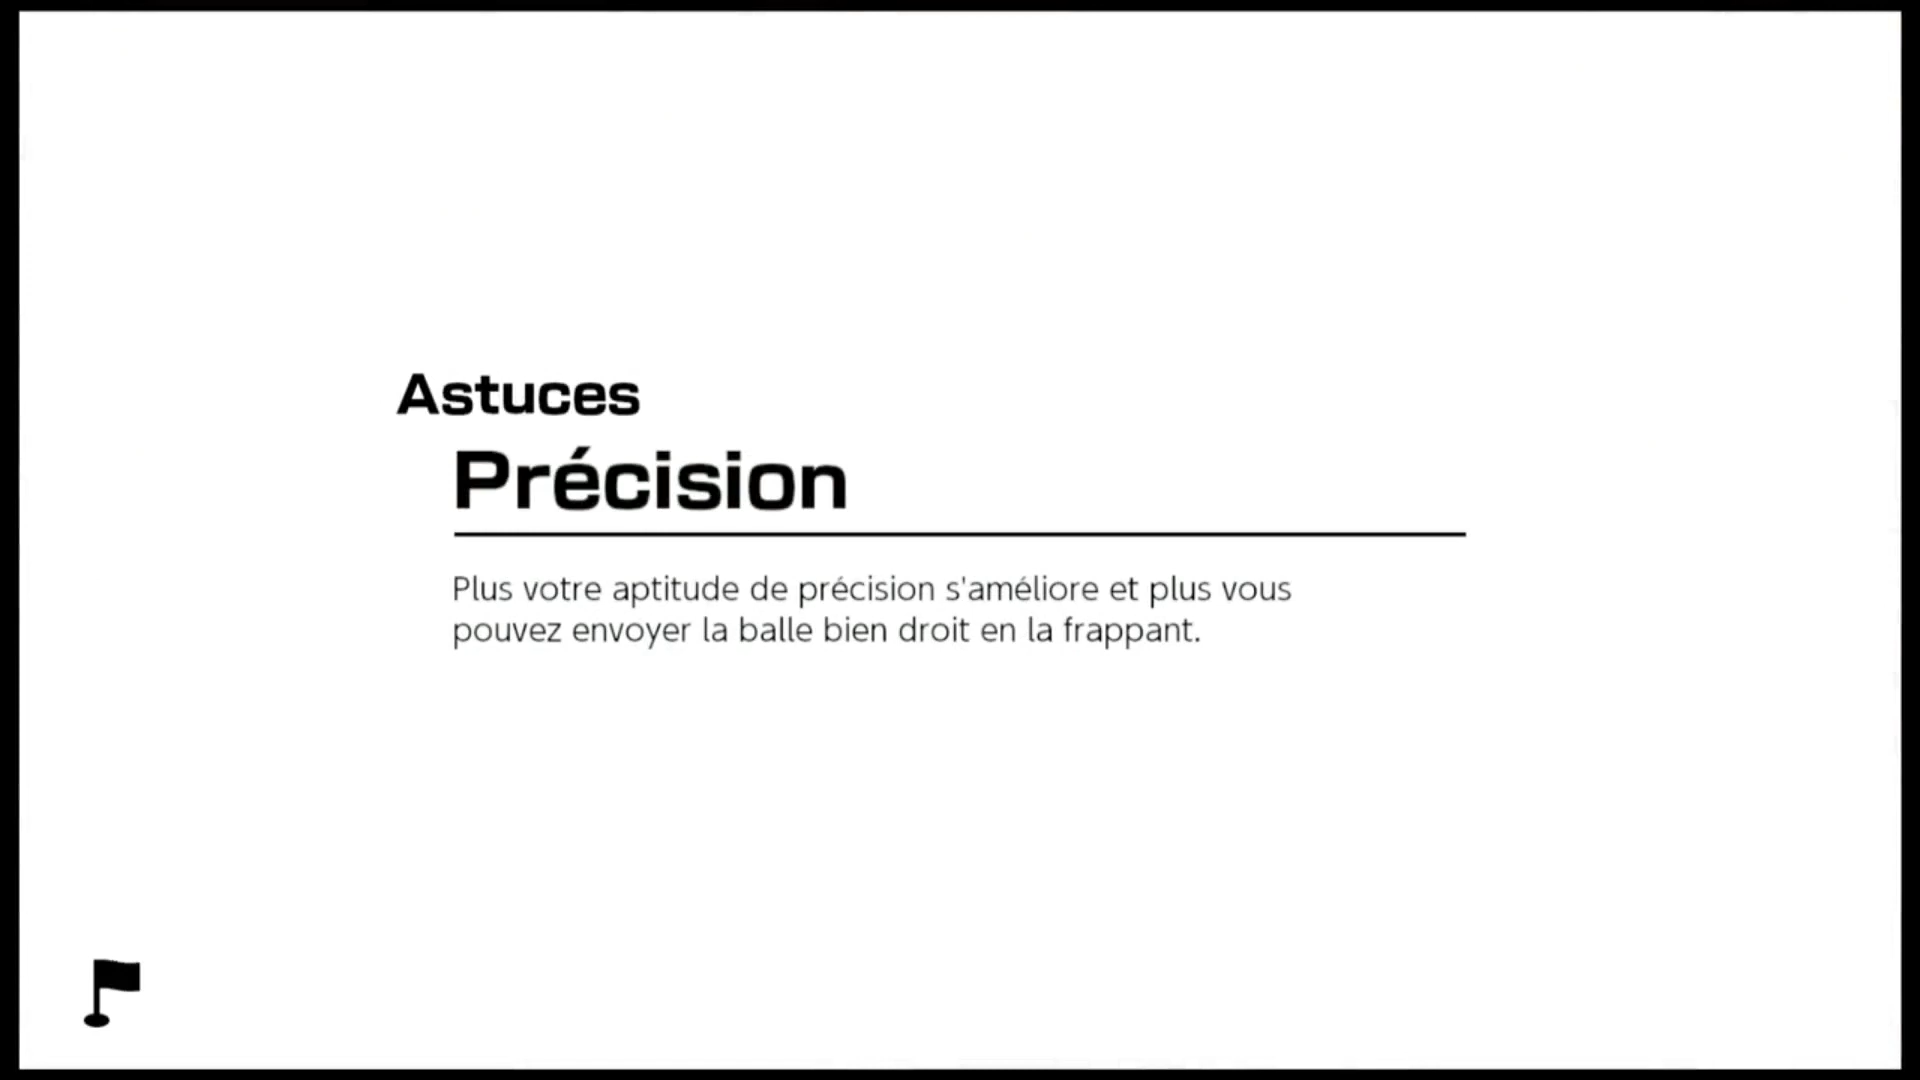 Astuces
Précision
Plus votre aptitude de précision s'améliore et plus vous
pouvez envoyer la balle bien droit en la frappant.